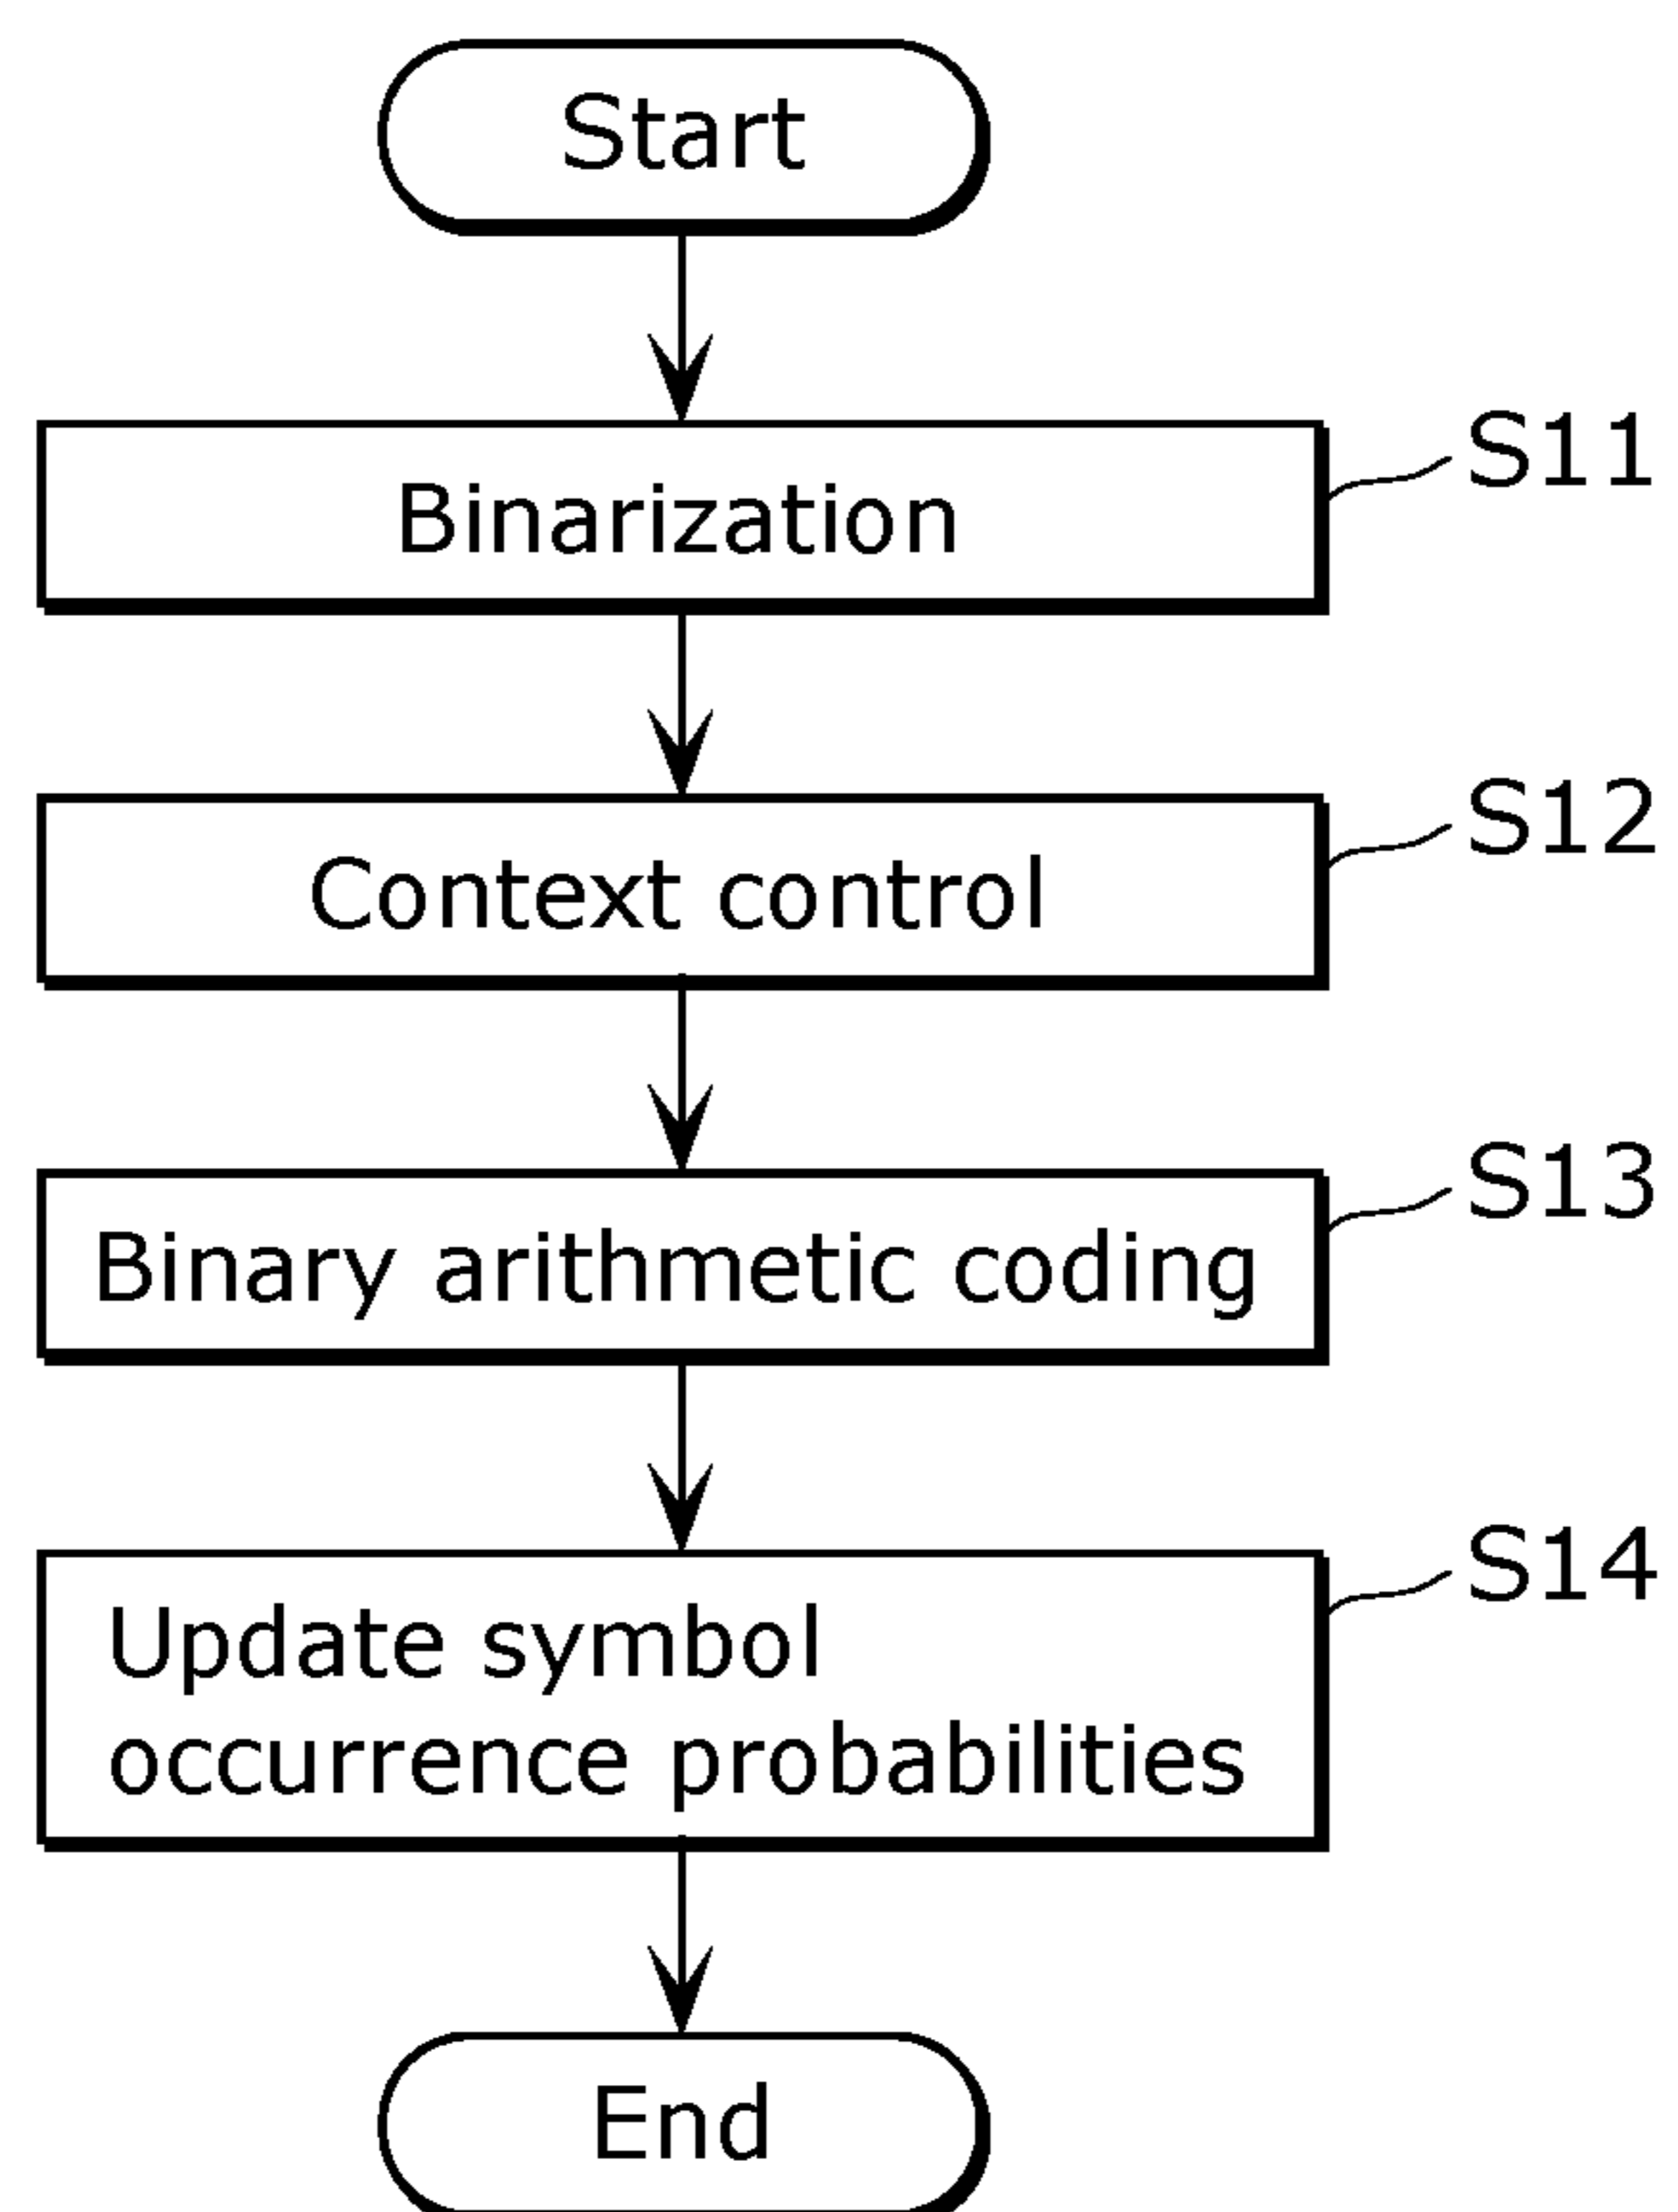 Start
Binarization
S11
Context control
S12
Binary arithmetic coding
S13
Update symbol
occurrence probabilities
S14
End